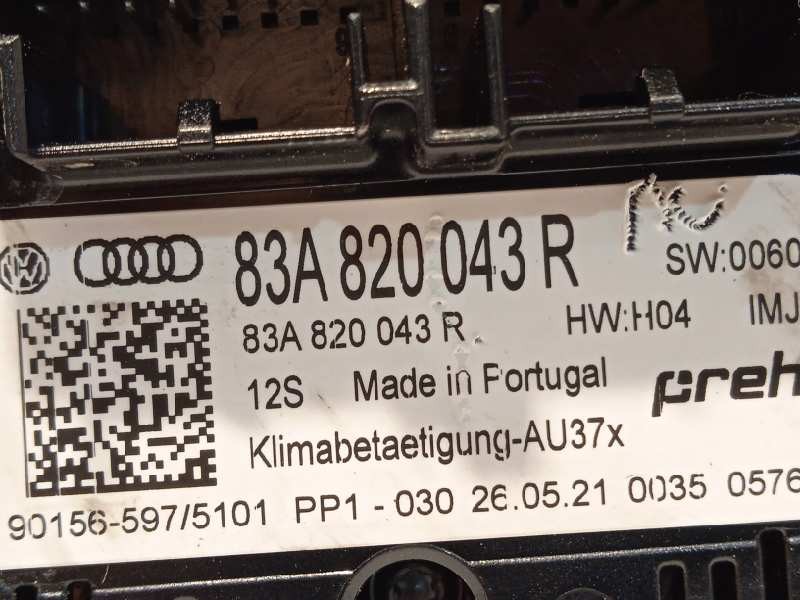 83A 820 043 R
SW:0060
83A 820 043 R
HW:H04 IMJ
12S Made in Portugal
preh
Klimabetaetigung-AU37x
90156-597/5101 PP1 - 030 26.05.21 0035 0576